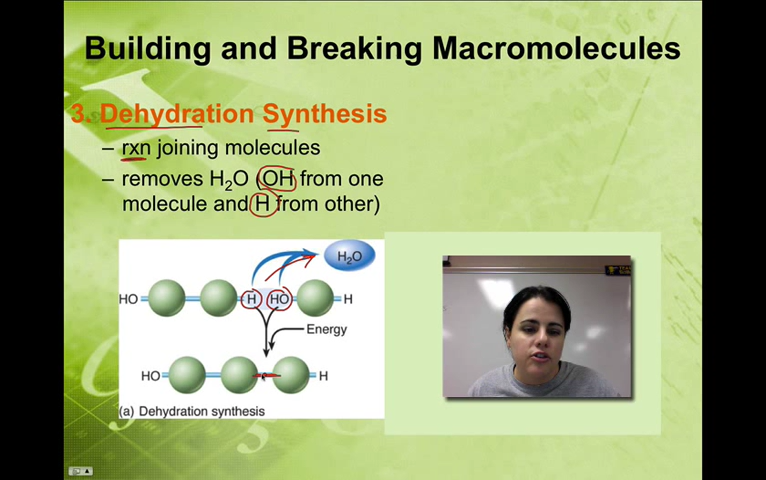 Building and Breaking Macromolecules
3. Dehydration Synthesis
– rxn joining molecules
– removes H₂O (OH from one
molecule and H from other)
H₂O
HO H HO H
Energy
HO H
(a) Dehydration synthesis